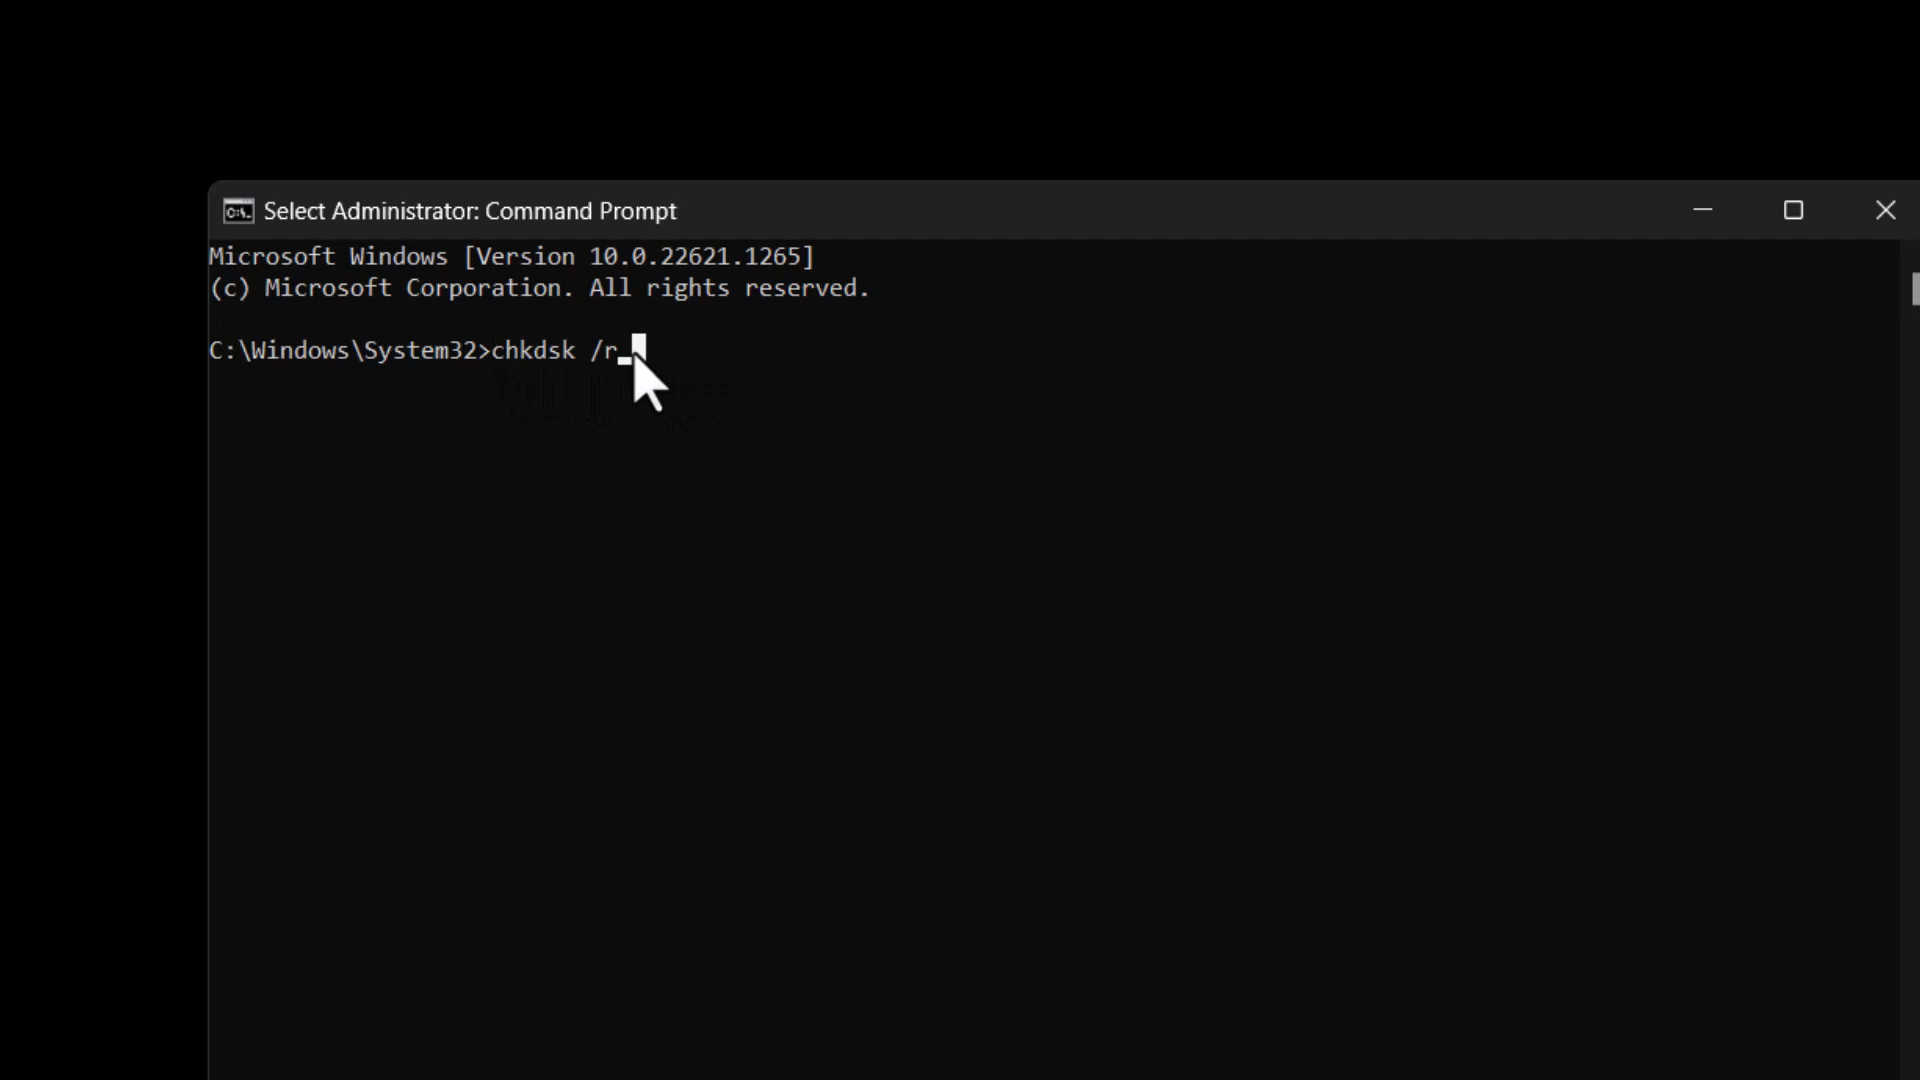 Select Administrator: Command Prompt
Microsoft Windows [Version 10.0.22621.1265]
(c) Microsoft Corporation. All rights reserved.
C:\Windows\System32>chkdsk /r